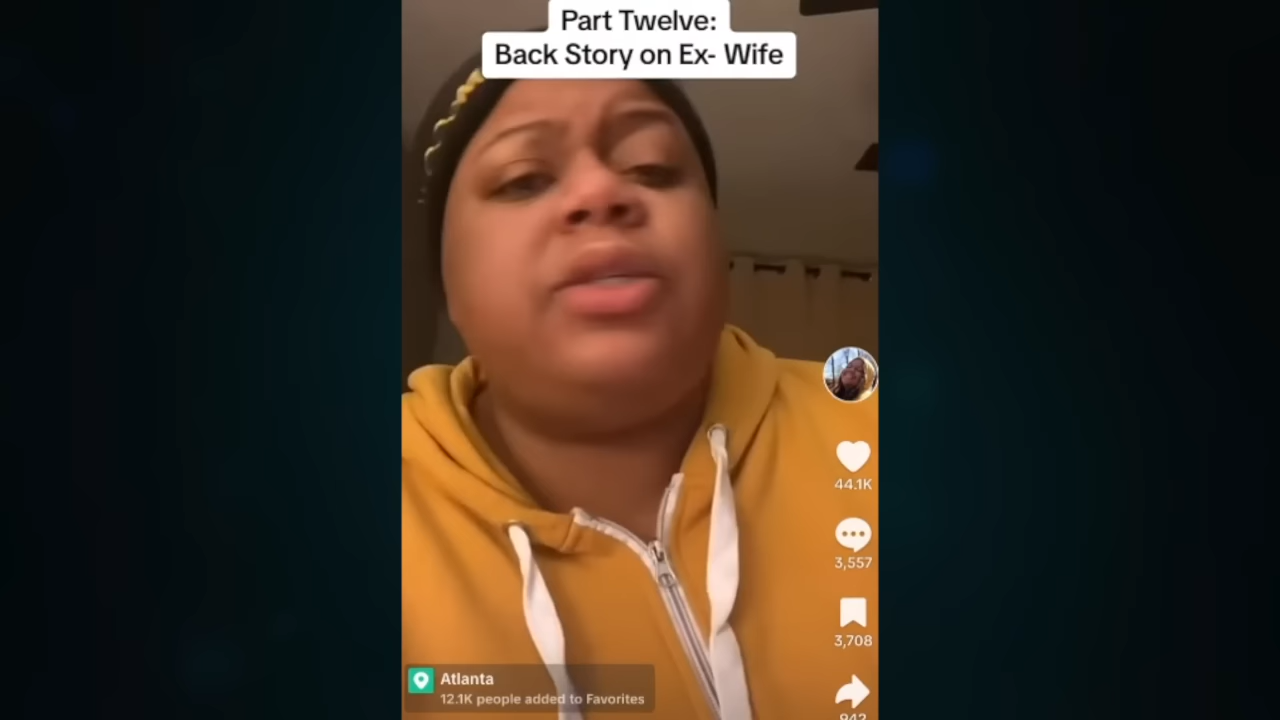 Part Twelve:
Back Story on Ex- Wife
44.1K
3,557
3,708
Atlanta
12.1K people added to Favorites
942